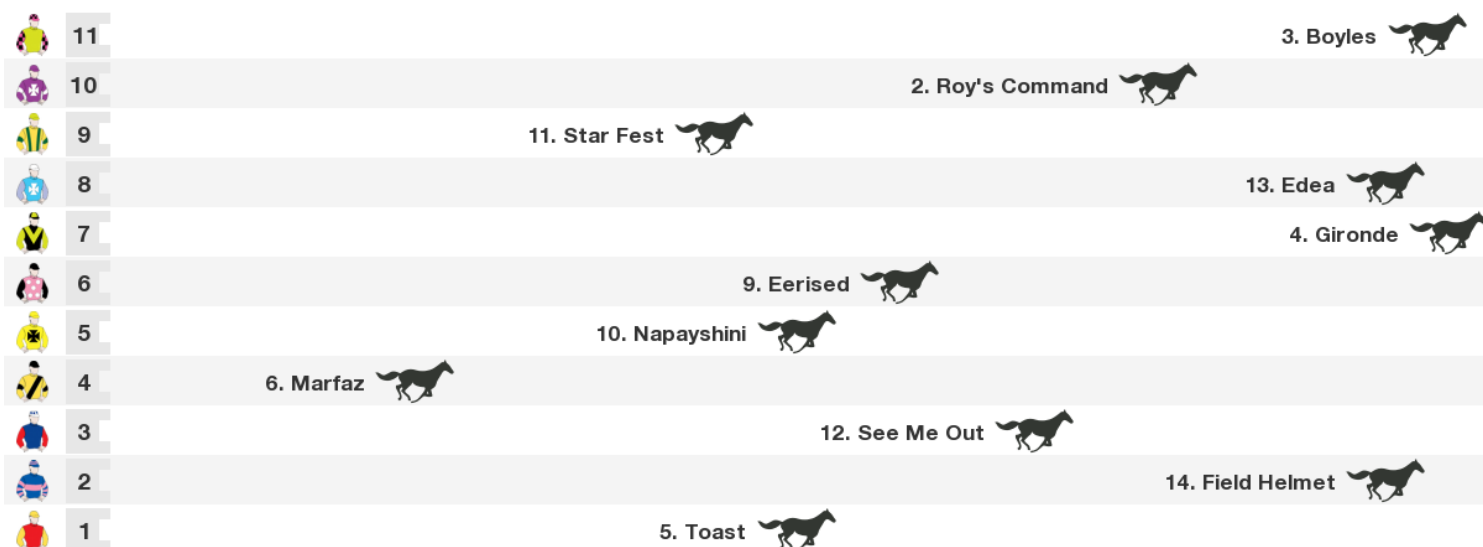 11 3. Boyles
10 2. Roy's Command
9 11. Star Fest
8 13. Edea
7 4. Gironde
6 9. Eerised
5 10. Napayshini
4 6. Marfaz
3 12. See Me Out
2 14. Field Helmet
1 5. Toast